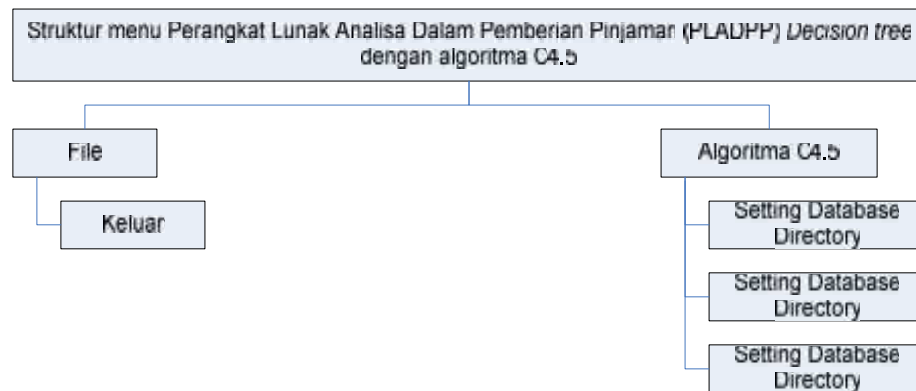 Struktur menu Perangkat Lunak Analisa Dalam Pemberian Pinjaman (PLADPP) Decision tree
dengan algoritma C4.5
File
Algoritma C4.5
Keluar
Setting Database
Directory
Setting Database
Directory
Setting Database
Directory